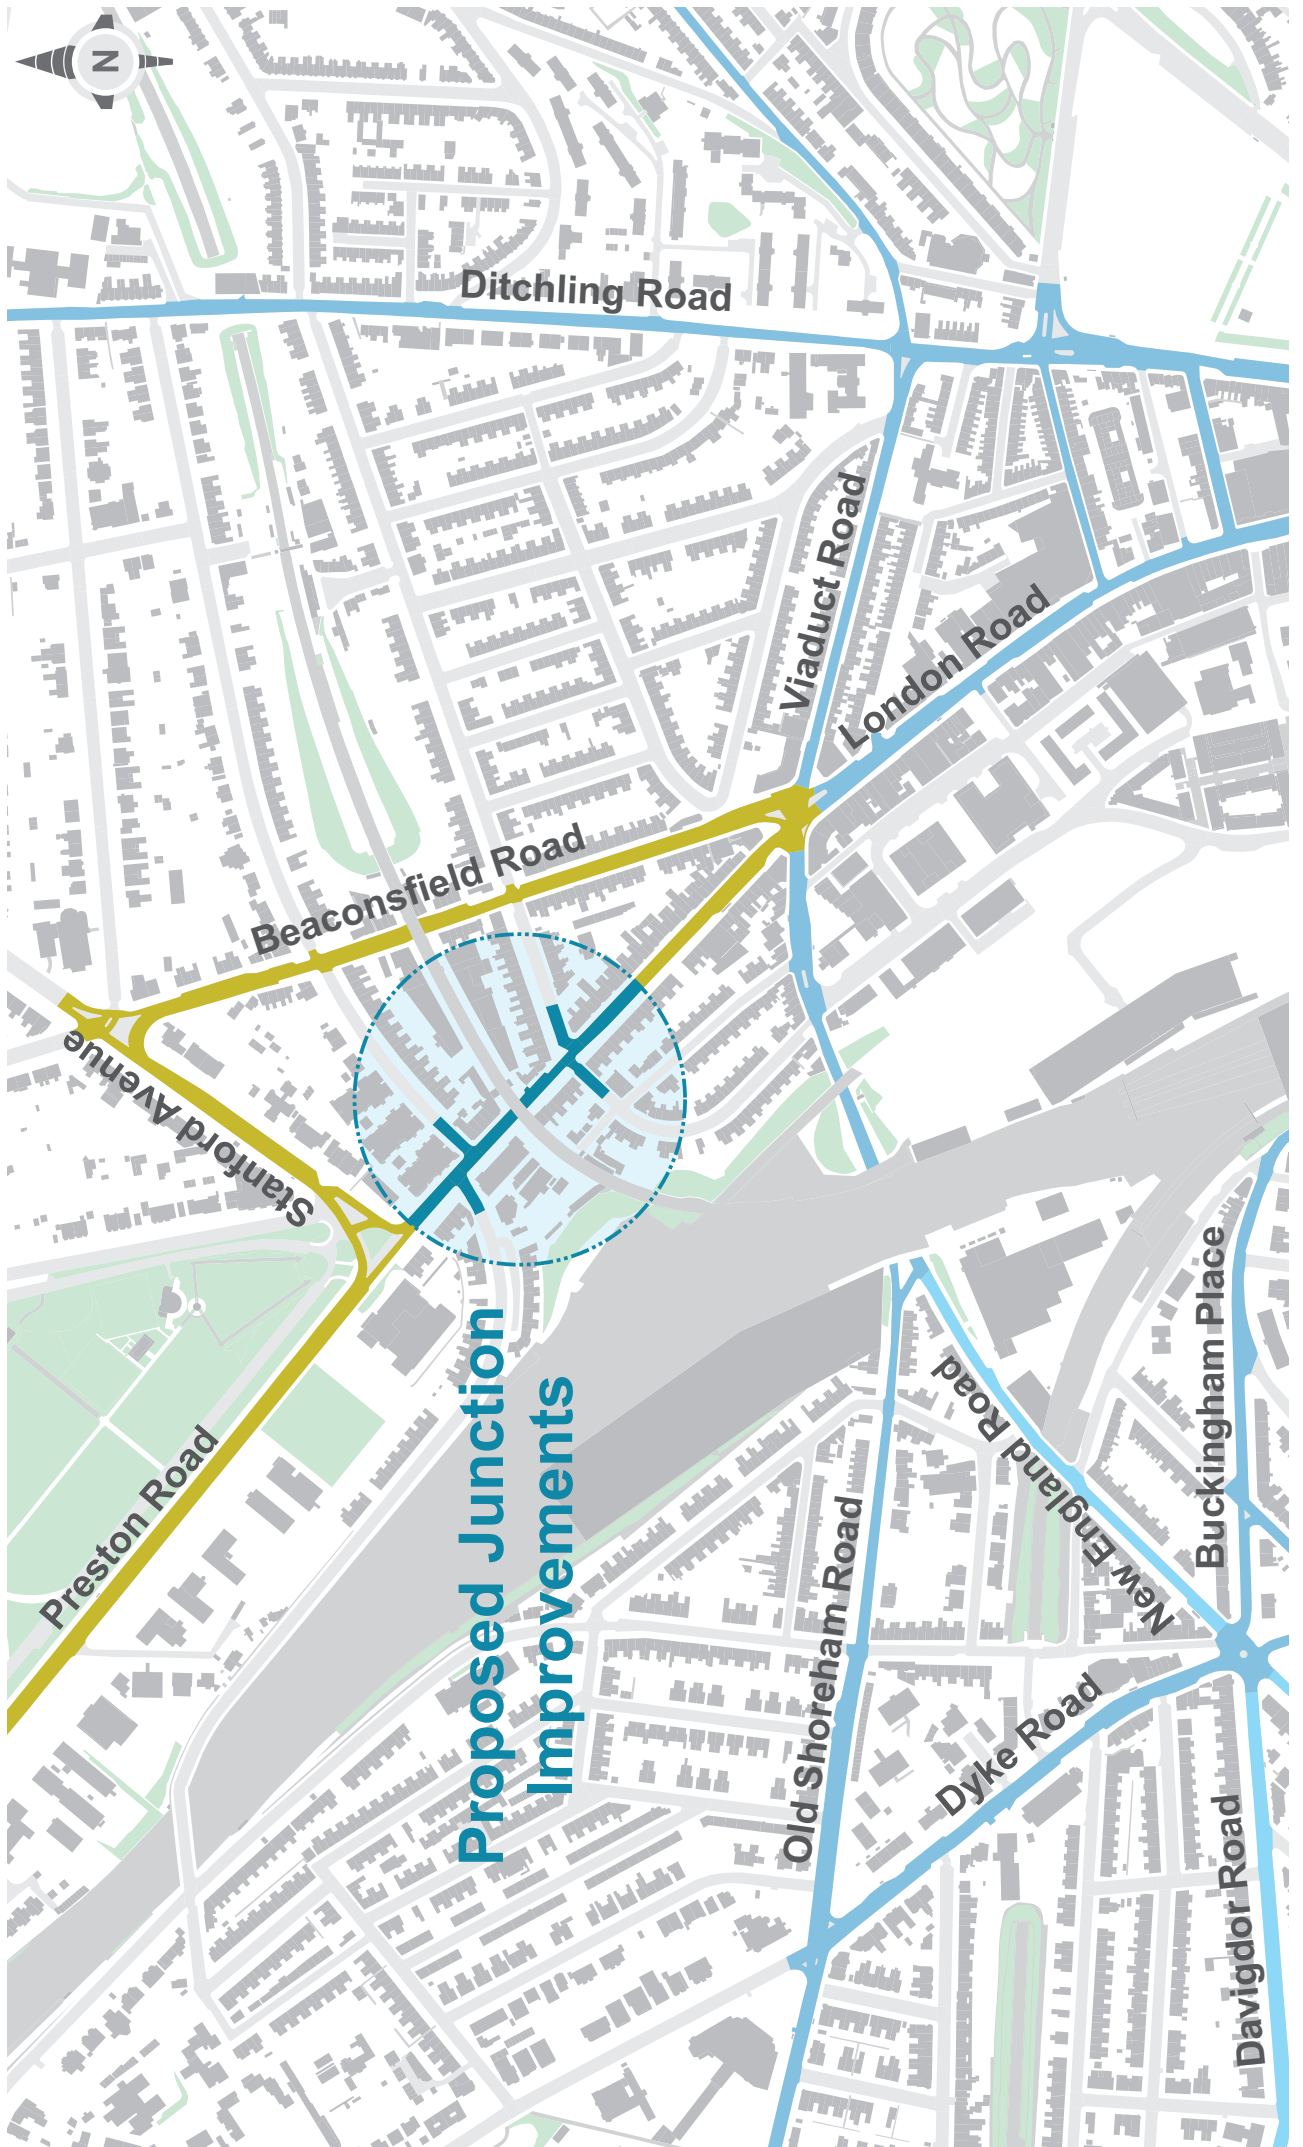 N
Ditchling Road
Viaduct Road
London Road
Beaconsfield Road
Stanford Avenue
Preston Road
Proposed Junction
Improvements
New England Road
Buckingham Place
Old Shoreham Road
Dyke Road
Davigdor Road